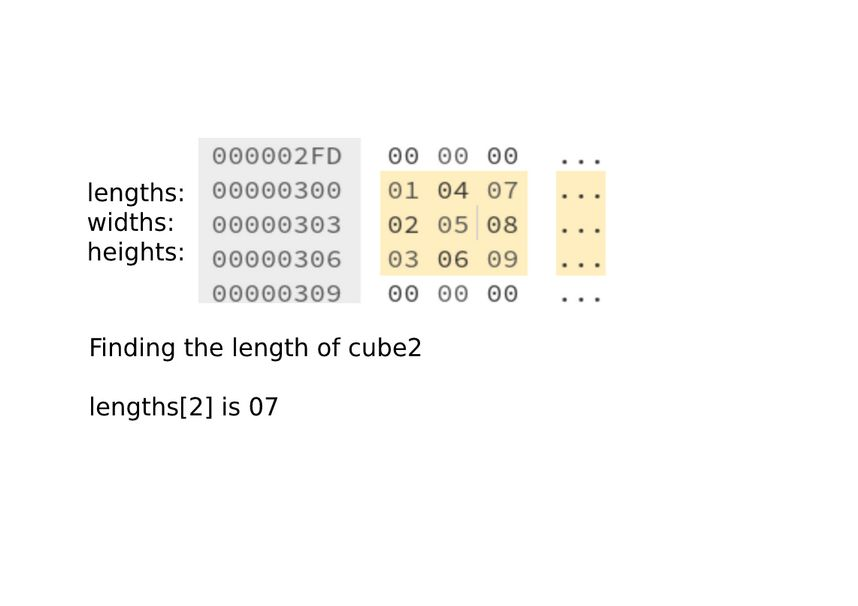 000002FD 00 00 00 ...
lengths: 00000300 01 04 07 ...
widths: 00000303 02 05 08 ...
heights: 00000306 03 06 09 ...
00000309 00 00 00 ...
Finding the length of cube2
lengths[2] is 07